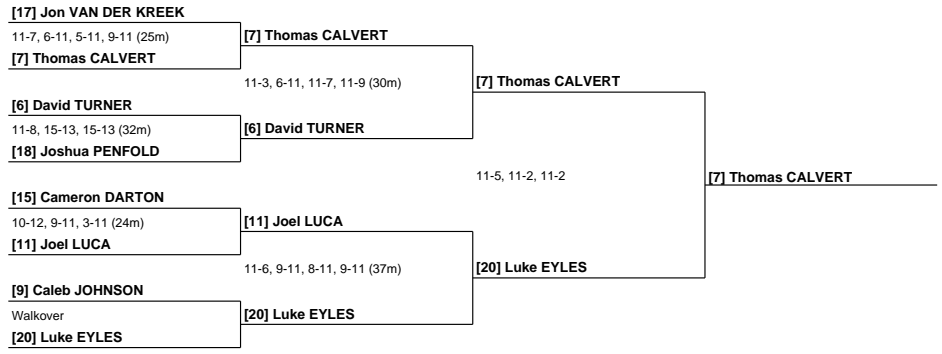 [17] Jon VAN DER KREEK
11-7, 6-11, 5-11, 9-11 (25m)
[7] Thomas CALVERT
[7] Thomas CALVERT
11-3, 6-11, 11-7, 11-9 (30m)
[7] Thomas CALVERT
[6] David TURNER
11-8, 15-13, 15-13 (32m)
[6] David TURNER
[18] Joshua PENFOLD
11-5, 11-2, 11-2
[7] Thomas CALVERT
[15] Cameron DARTON
10-12, 9-11, 3-11 (24m)
[11] Joel LUCA
[11] Joel LUCA
11-6, 9-11, 8-11, 9-11 (37m)
[20] Luke EYLES
[9] Caleb JOHNSON
Walkover
[20] Luke EYLES
[20] Luke EYLES